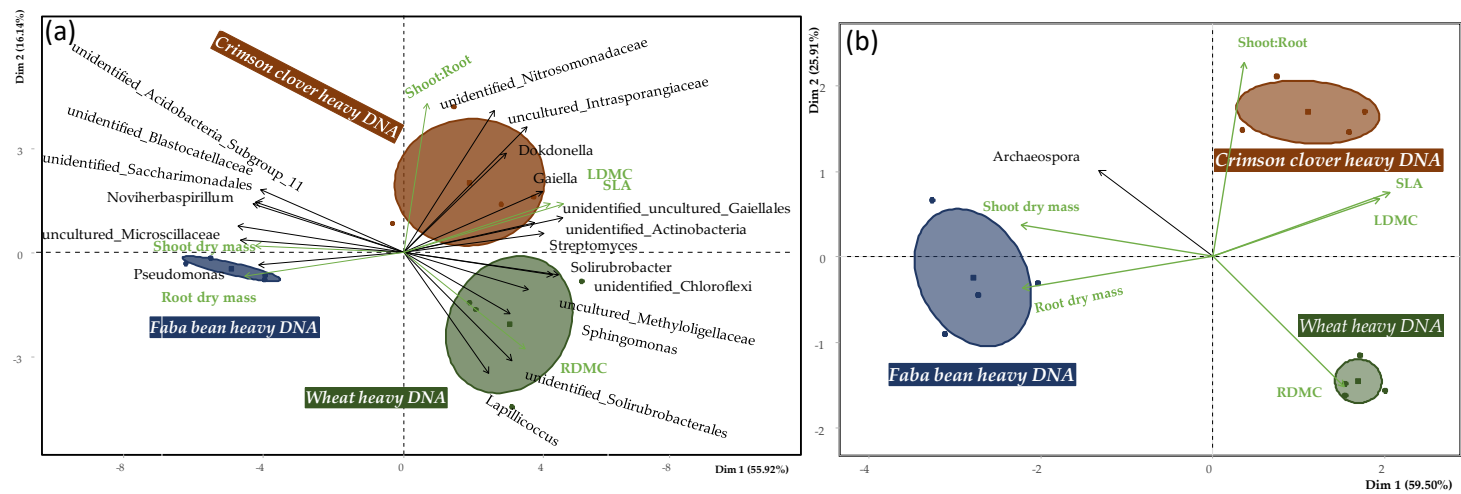 (a)
Dim 2 (16.14%)
Crimson clover heavy DNA
Shoot:Root
unidentified_Nitrosomonadaceae
uncultured_Intrasporangiaceae
unidentified_Acidobacteria_Subgroup_11
unidentified_Blastocatellaceae
unidentified_Saccharimonadales
Noviherbaspirillum
uncultured_Microscillaceae
Shoot dry mass
Pseudomonas
Root dry mass
Faba bean heavy DNA
Dokdonella
Gaiella
LDMC
SLA
unidentified_uncultured_Gaiellales
unidentified_Actinobacteria
Streptomyces
Solirubrobacter
unidentified_Chloroflexi
uncultured_Methyloligellaceae
Sphingomonas
RDMC
unidentified_Solirubrobacterales
Wheat heavy DNA
Lapillicoccus
3
0
-3
-8
-4
0
4
-8
Dim 1 (55.92%)
(b)
Dim 2 (25.91%)
Shoot:Root
Crimson clover heavy DNA
Archaeospora
SLA
LDMC
Shoot dry mass
Root dry mass
Faba bean heavy DNA
Wheat heavy DNA
RDMC
2
1
0
-1
-2
-4
-2
0
2
Dim 1 (59.50%)